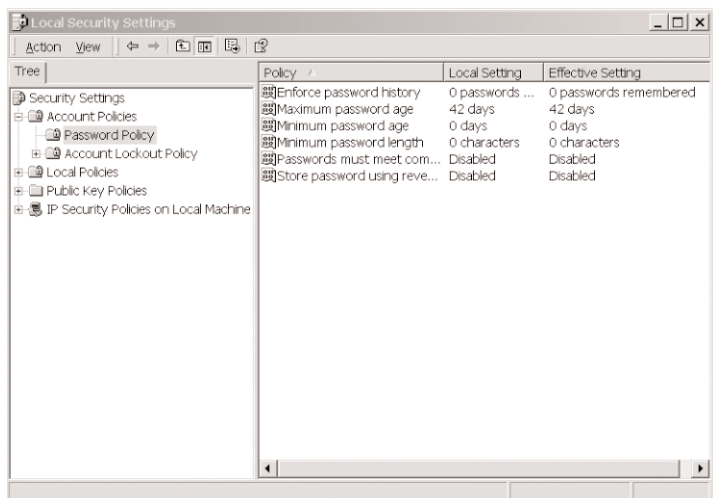 Local Security Settings
Action View
Tree
Security Settings
Account Policies
Password Policy
Account Lockout Policy
Local Policies
Public Key Policies
IP Security Policies on Local Machine
Policy Local Setting Effective Setting
Enforce password history 0 passwords ... 0 passwords remembered
Maximum password age 42 days 42 days
Minimum password age 0 days 0 days
Minimum password length 0 characters 0 characters
Passwords must meet com... Disabled Disabled
Store password using reve... Disabled Disabled